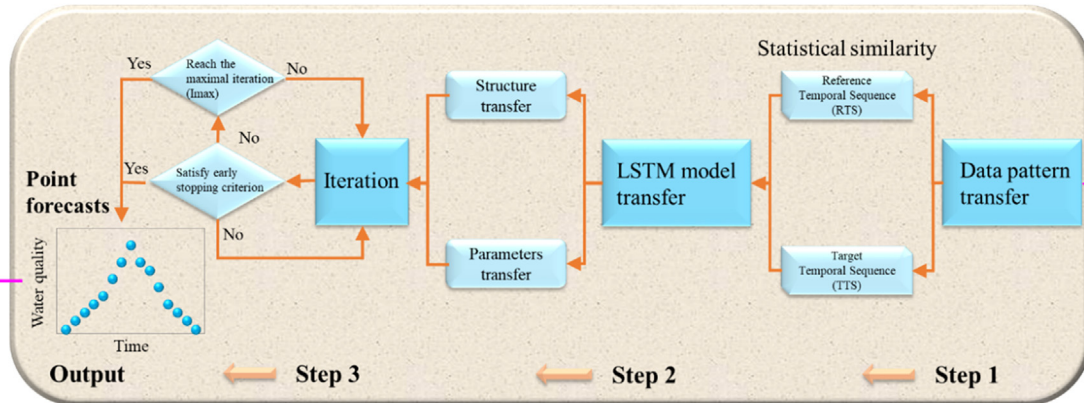 Statistical similarity
Yes
Reach the
maximal iteration
(Imax)
No
Structure
transfer
Reference
Temporal Sequence
(RTS)
No
Yes
Satisfy early
stopping criterion
Iteration
LSTM model
transfer
Data pattern
transfer
Point
forecasts
No
Parameters
transfer
Target
Temporal Sequence
(TTS)
Water quality
Time
Output
Step 3
Step 2
Step 1